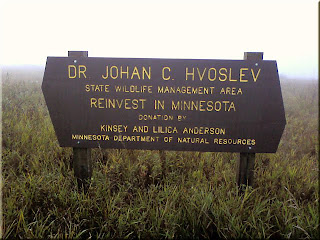 DR JOHAN C. HVOSLEV
STATE WILDLIFE MANAGEMENT AREA
REINVEST IN MINNESOTA
DONATION BY
KINSEY AND LILICA ANDERSON
MINNESOTA DEPARTMENT OF NATURAL RESOURCES